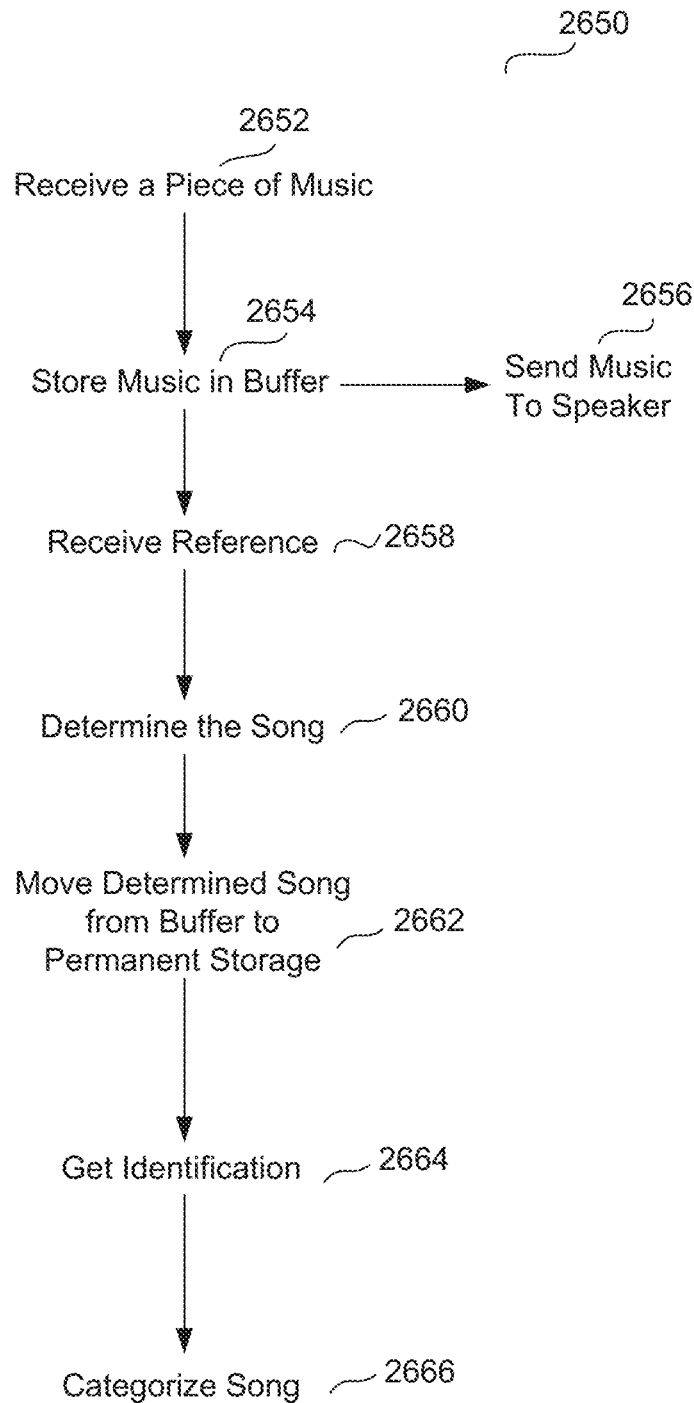 2650
2652
Receive a Piece of Music
2654
2656
Store Music in Buffer
Send Music
To Speaker
Receive Reference
2658
Determine the Song
2660
Move Determined Song
from Buffer to
Permanent Storage
2662
Get Identification
2664
Categorize Song
2666